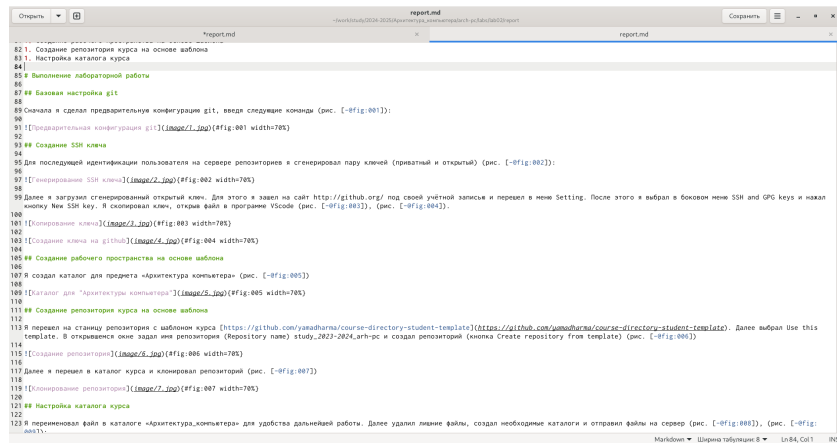 Открыть
report.md
~/work/study/2024-2025/Архитектура_компьютера/arch-pc/labs/lab03/report
Сохранить
*report.md
report.md
82 1. Создание репозитория курса на основе шаблона
83 1. Настройка каталога курса
84
85 # Выполнение лабораторной работы
86
87 ## Базовая настройка git
88
89 Сначала я сделал предварительную конфигурацию git, введя следующие команды (рис. [-@fig:001]):
90
91 ![Предварительная конфигурация git](image/1.jpg){#fig:001 width=70%}
92
93 ## Создание SSH ключа
94
95 Для последующей идентификации пользователя на сервере репозиториев я сгенерировал пару ключей (приватный и открытый) (рис. [-@fig:002]):
96
97 ![Генерирование SSH ключа](image/2.jpg){#fig:002 width=70%}
98
99 Далее я загрузил сгенерированный открытый ключ. Для этого я зашел на сайт http://github.org/ под своей учётной записью и перешел в меню Setting. После этого я выбрал в боковом меню SSH and GPG keys и нажал
кнопку New SSH key. Я скопировал ключ, открыв файл в программе VScode (рис. [-@fig:003]), (рис. [-@fig:004]).
100
101 ![Копирование ключа](image/3.jpg){#fig:003 width=70%}
102
103 ![Создание ключа на github](image/4.jpg){#fig:004 width=70%}
104
105 ## Создание рабочего пространства на основе шаблона
106
107 Я создал каталог для предмета «Архитектура компьютера» (рис. [-@fig:005])
108
109 ![Каталог для "Архитектуры компьютера"](image/5.jpg){#fig:005 width=70%}
110
111 ## Создание репозитория курса на основе шаблона
112
113 Я перешел на станицу репозитория с шаблоном курса [https://github.com/yamadharma/course-directory-student-template](https://github.com/yamadharma/course-directory-student-template). Далее выбрал Use this
template. В открывшемся окне задал имя репозитория (Repository name) study_2023-2024_arh-pc и создал репозиторий (кнопка Create repository from template) (рис. [-@fig:006])
114
115 ![Создание репозитория](image/6.jpg){#fig:006 width=70%}
116
117 Далее я перешел в каталог курса и клонировал репозиторий (рис. [-@fig:007])
118
119 ![Клонирование репозитория](image/7.jpg){#fig:007 width=70%}
120
121 ## Настройка каталога курса
122
123 Я переименовал файл в каталоге «Архитектура_компьютера» для удобства дальнейшей работы. Далее удалил лишние файлы, создал необходимые каталоги и отправил файлы на сервер (рис. [-@fig:008]), (рис. [-@fig:
009]):
Markdown
Ширина табуляции: 8
Ln 84, Col 1